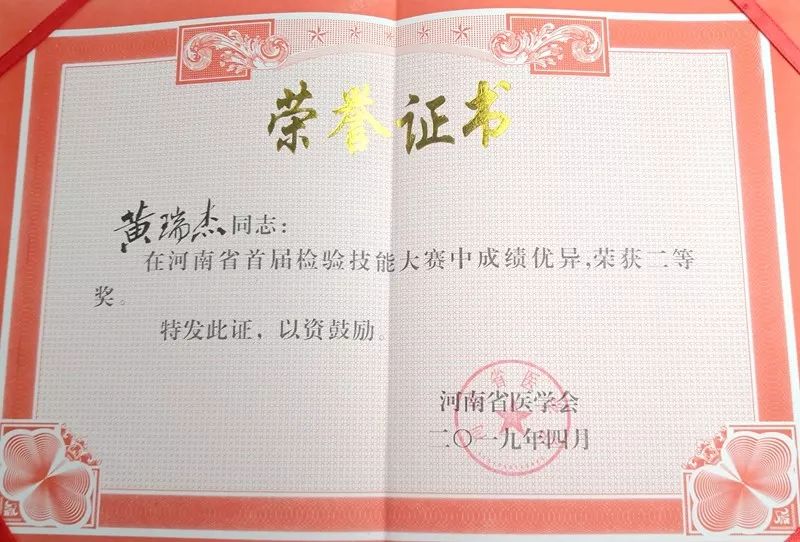 荣誉证书
黄瑞杰同志：
在河南省首届检验技能大赛中成绩优异,荣获二等
奖。
特发此证，以资鼓励。
省医
河南省医学会
二〇一九年四月